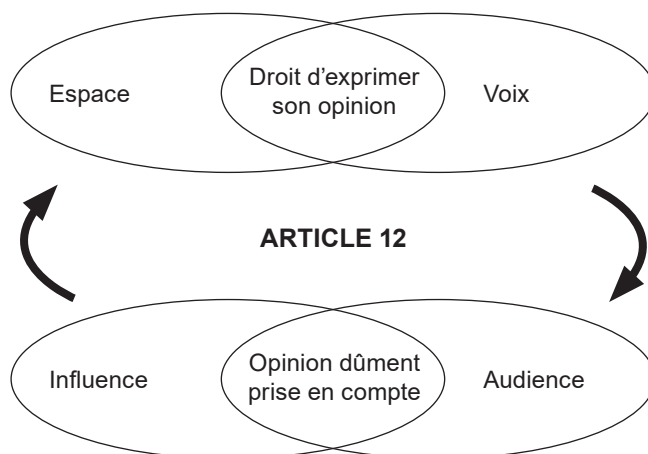 Espace
Droit d’exprimer
son opinion
Voix
ARTICLE 12
Influence
Opinion dûment
prise en compte
Audience